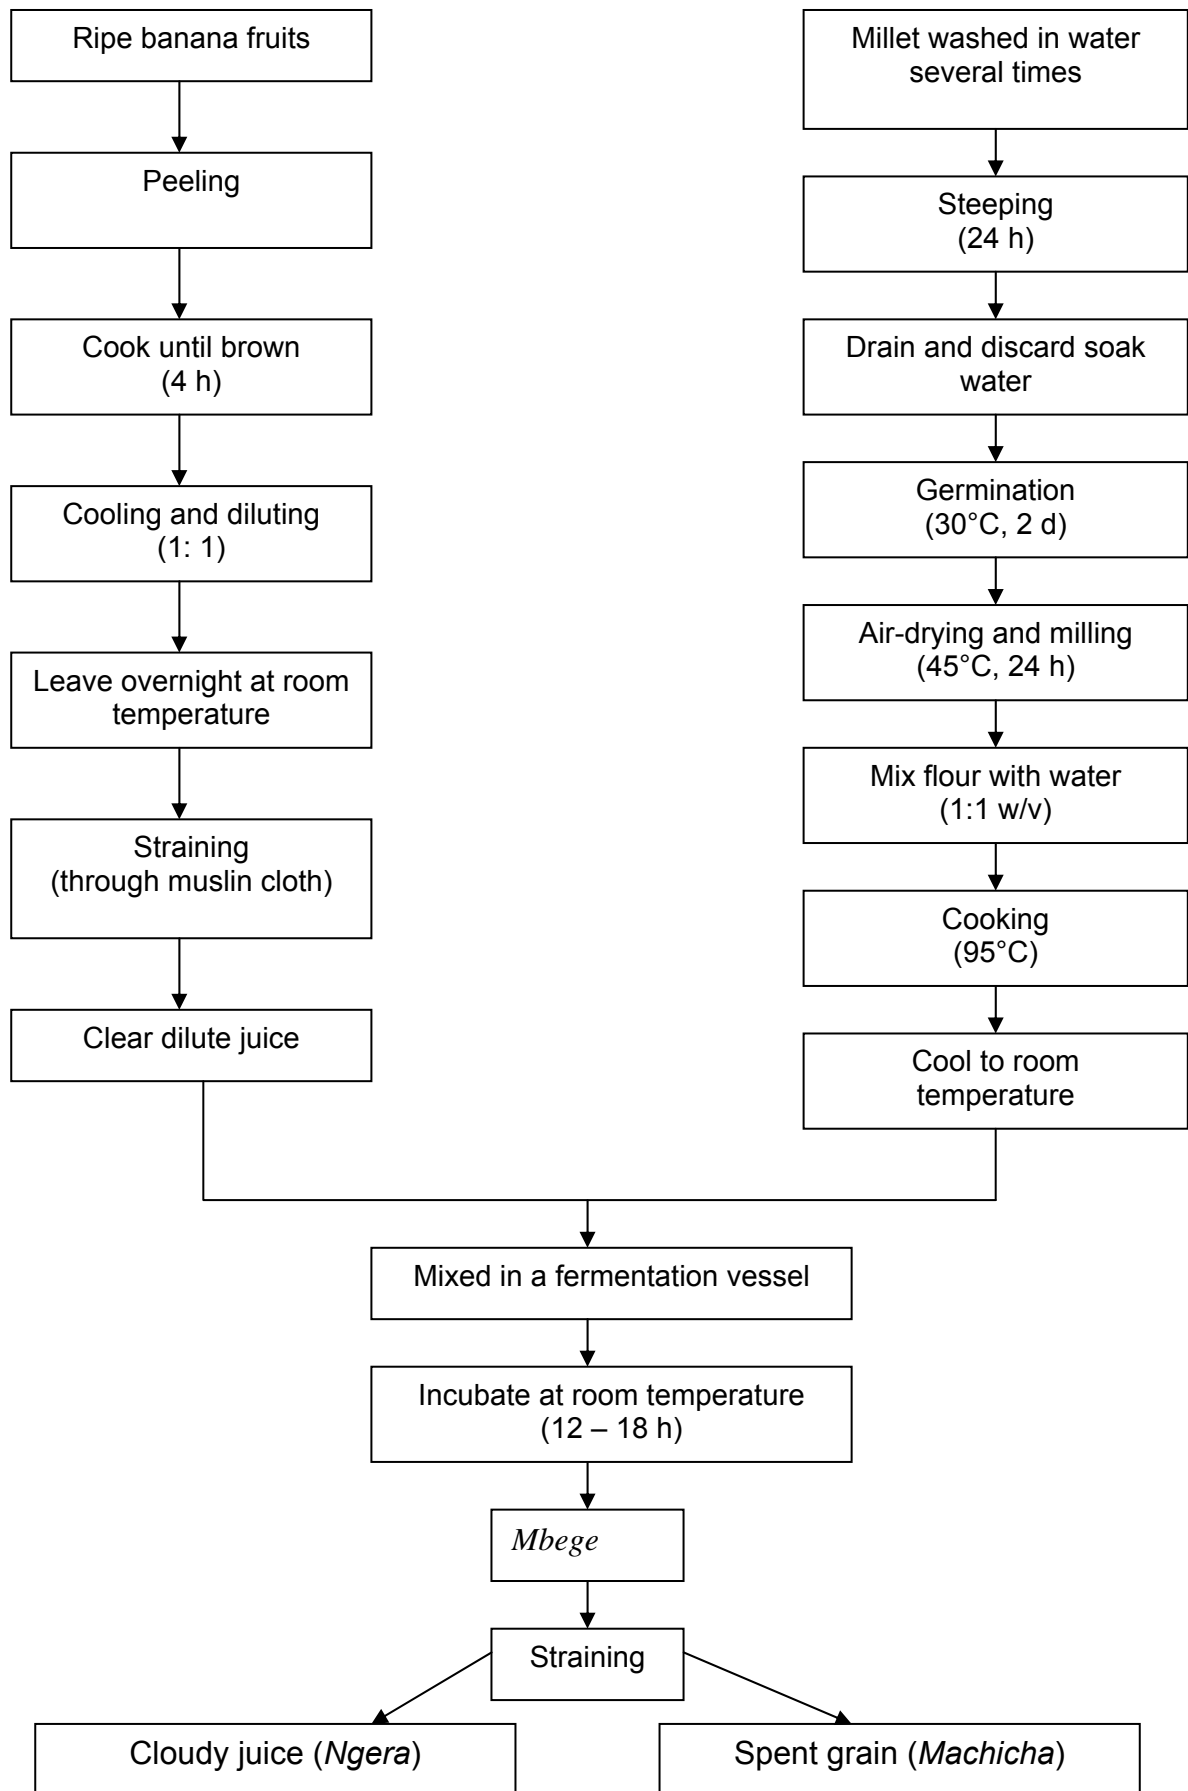 Ripe banana fruits
Peeling
Cook until brown
(4 h)
Cooling and diluting
(1: 1)
Leave overnight at room
temperature
Straining
(through muslin cloth)
Clear dilute juice
Millet washed in water
several times
Steeping
(24 h)
Drain and discard soak
water
Germination
(30°C, 2 d)
Air-drying and milling
(45°C, 24 h)
Mix flour with water
(1:1 w/v)
Cooking
(95°C)
Cool to room
temperature
Mixed in a fermentation vessel
Incubate at room temperature
(12 – 18 h)
Mbege
Straining
Cloudy juice (Ngera)
Spent grain (Machicha)